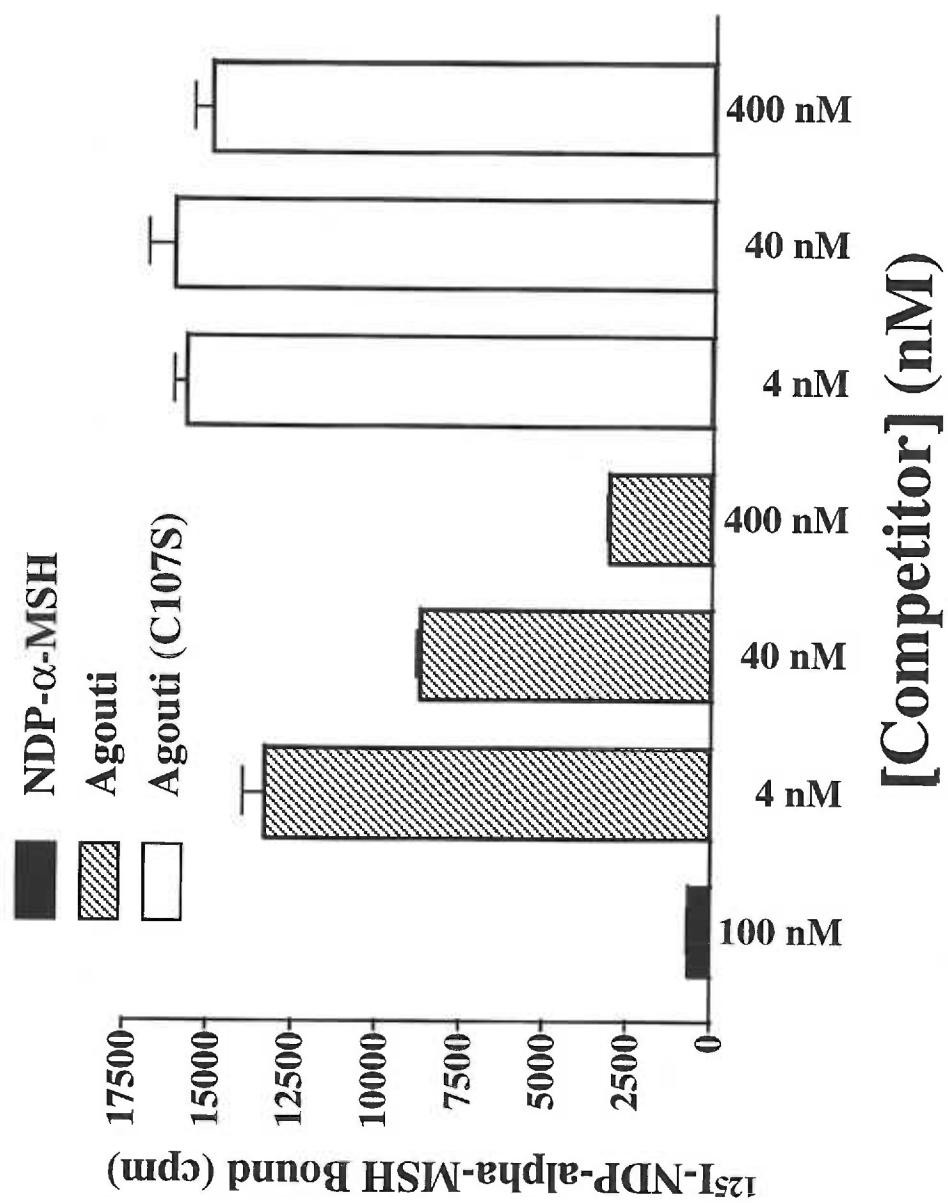 NDP-α-MSH
Agouti
Agouti (C107S)
¹²⁵I-NDP-alpha-MSH Bound (cpm)
17500
15000
12500
10000
7500
5000
2500
0
100 nM
4 nM
40 nM
400 nM
4 nM
40 nM
400 nM
[Competitor] (nM)